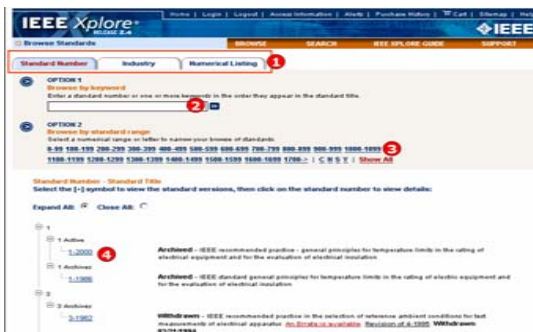 IEEE Xplore®
RELEASE 2.4
Home | Login | Logout | Access Information | Alerts | Purchase History | Cart | Sitemap | Help
IEEE
Browse Standards
BROWSE SEARCH IEEE XPLORE GUIDE SUPPORT
Standard Number Industry Numerical Listing 1
OPTION 1
Browse by keyword
Enter a standard number or one or more keywords in the order they appear in the standard title.
2
OPTION 2
Browse by standard range
Select a numerical range or letter to narrow your browse of standards.
0-99 100-199 200-299 300-399 400-499 500-599 600-699 700-799 800-899 900-999 1000-1099 3
1100-1199 1200-1299 1300-1399 1400-1499 1500-1599 1600-1699 1700-> | C N S Y | Show All
Standard Number - Standard Title
Select the [+] symbol to view the standard versions, then click on the standard number to view details:
Expand All: Close All:
1
1 Active
1-2000 4 Archived - IEEE recommended practice - general principles for temperature limits in the rating of
electrical equipment and for the evaluation of electrical insulation
1 Archives
1-1986 Archived - IEEE standard general principles for temperature limits in the rating of electric equipment and
for the evaluation of electrical insulation
3
3 Archives
3-1982 Withdrawn - IEEE recommended practice in the selection of reference ambient conditions for test
measurements of electrical apparatus An Errata is available Revision of 4-1995 Withdrawn